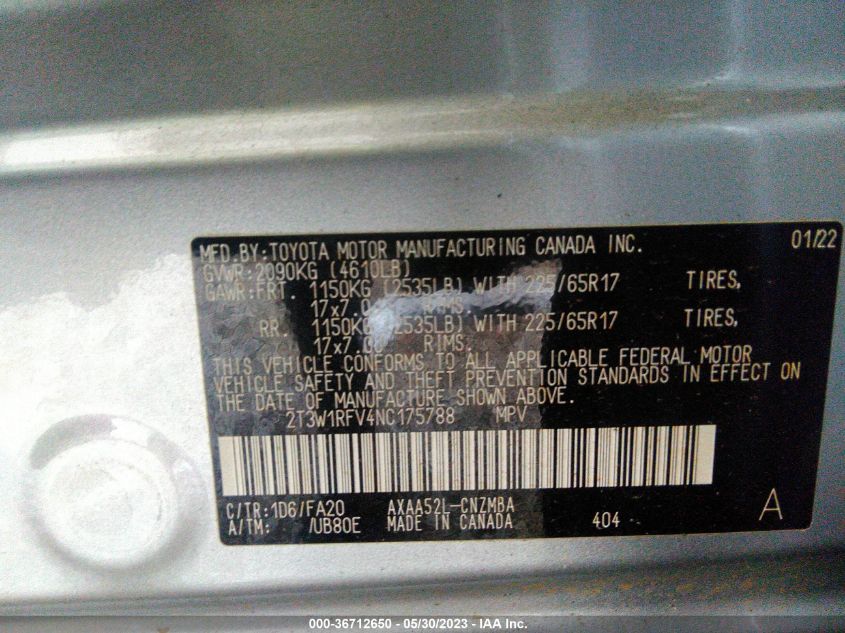 MFD.BY:TOYOTA MOTOR MANUFACTURING CANADA INC. 01/22
GVWR:2090KG (4610LB)
GAWR:FRT. 1150KG (2535LB) WITH 225/65R17 TIRES,
17x7.0 RIMS.
RR. 1150KG (2535LB) WITH 225/65R17 TIRES,
17x7.0 RIMS.
THIS VEHICLE CONFORMS TO ALL APPLICABLE FEDERAL MOTOR
VEHICLE SAFETY AND THEFT PREVENTION STANDARDS IN EFFECT ON
THE DATE OF MANUFACTURE SHOWN ABOVE.
2T3W1RFV4NC175788 MPV
C/TR:1D6/FA20 AXAA52L-CNZMBA
A/TM: /UB80E MADE IN CANADA 404 A
000-36712650 - 05/30/2023 - IAA Inc.